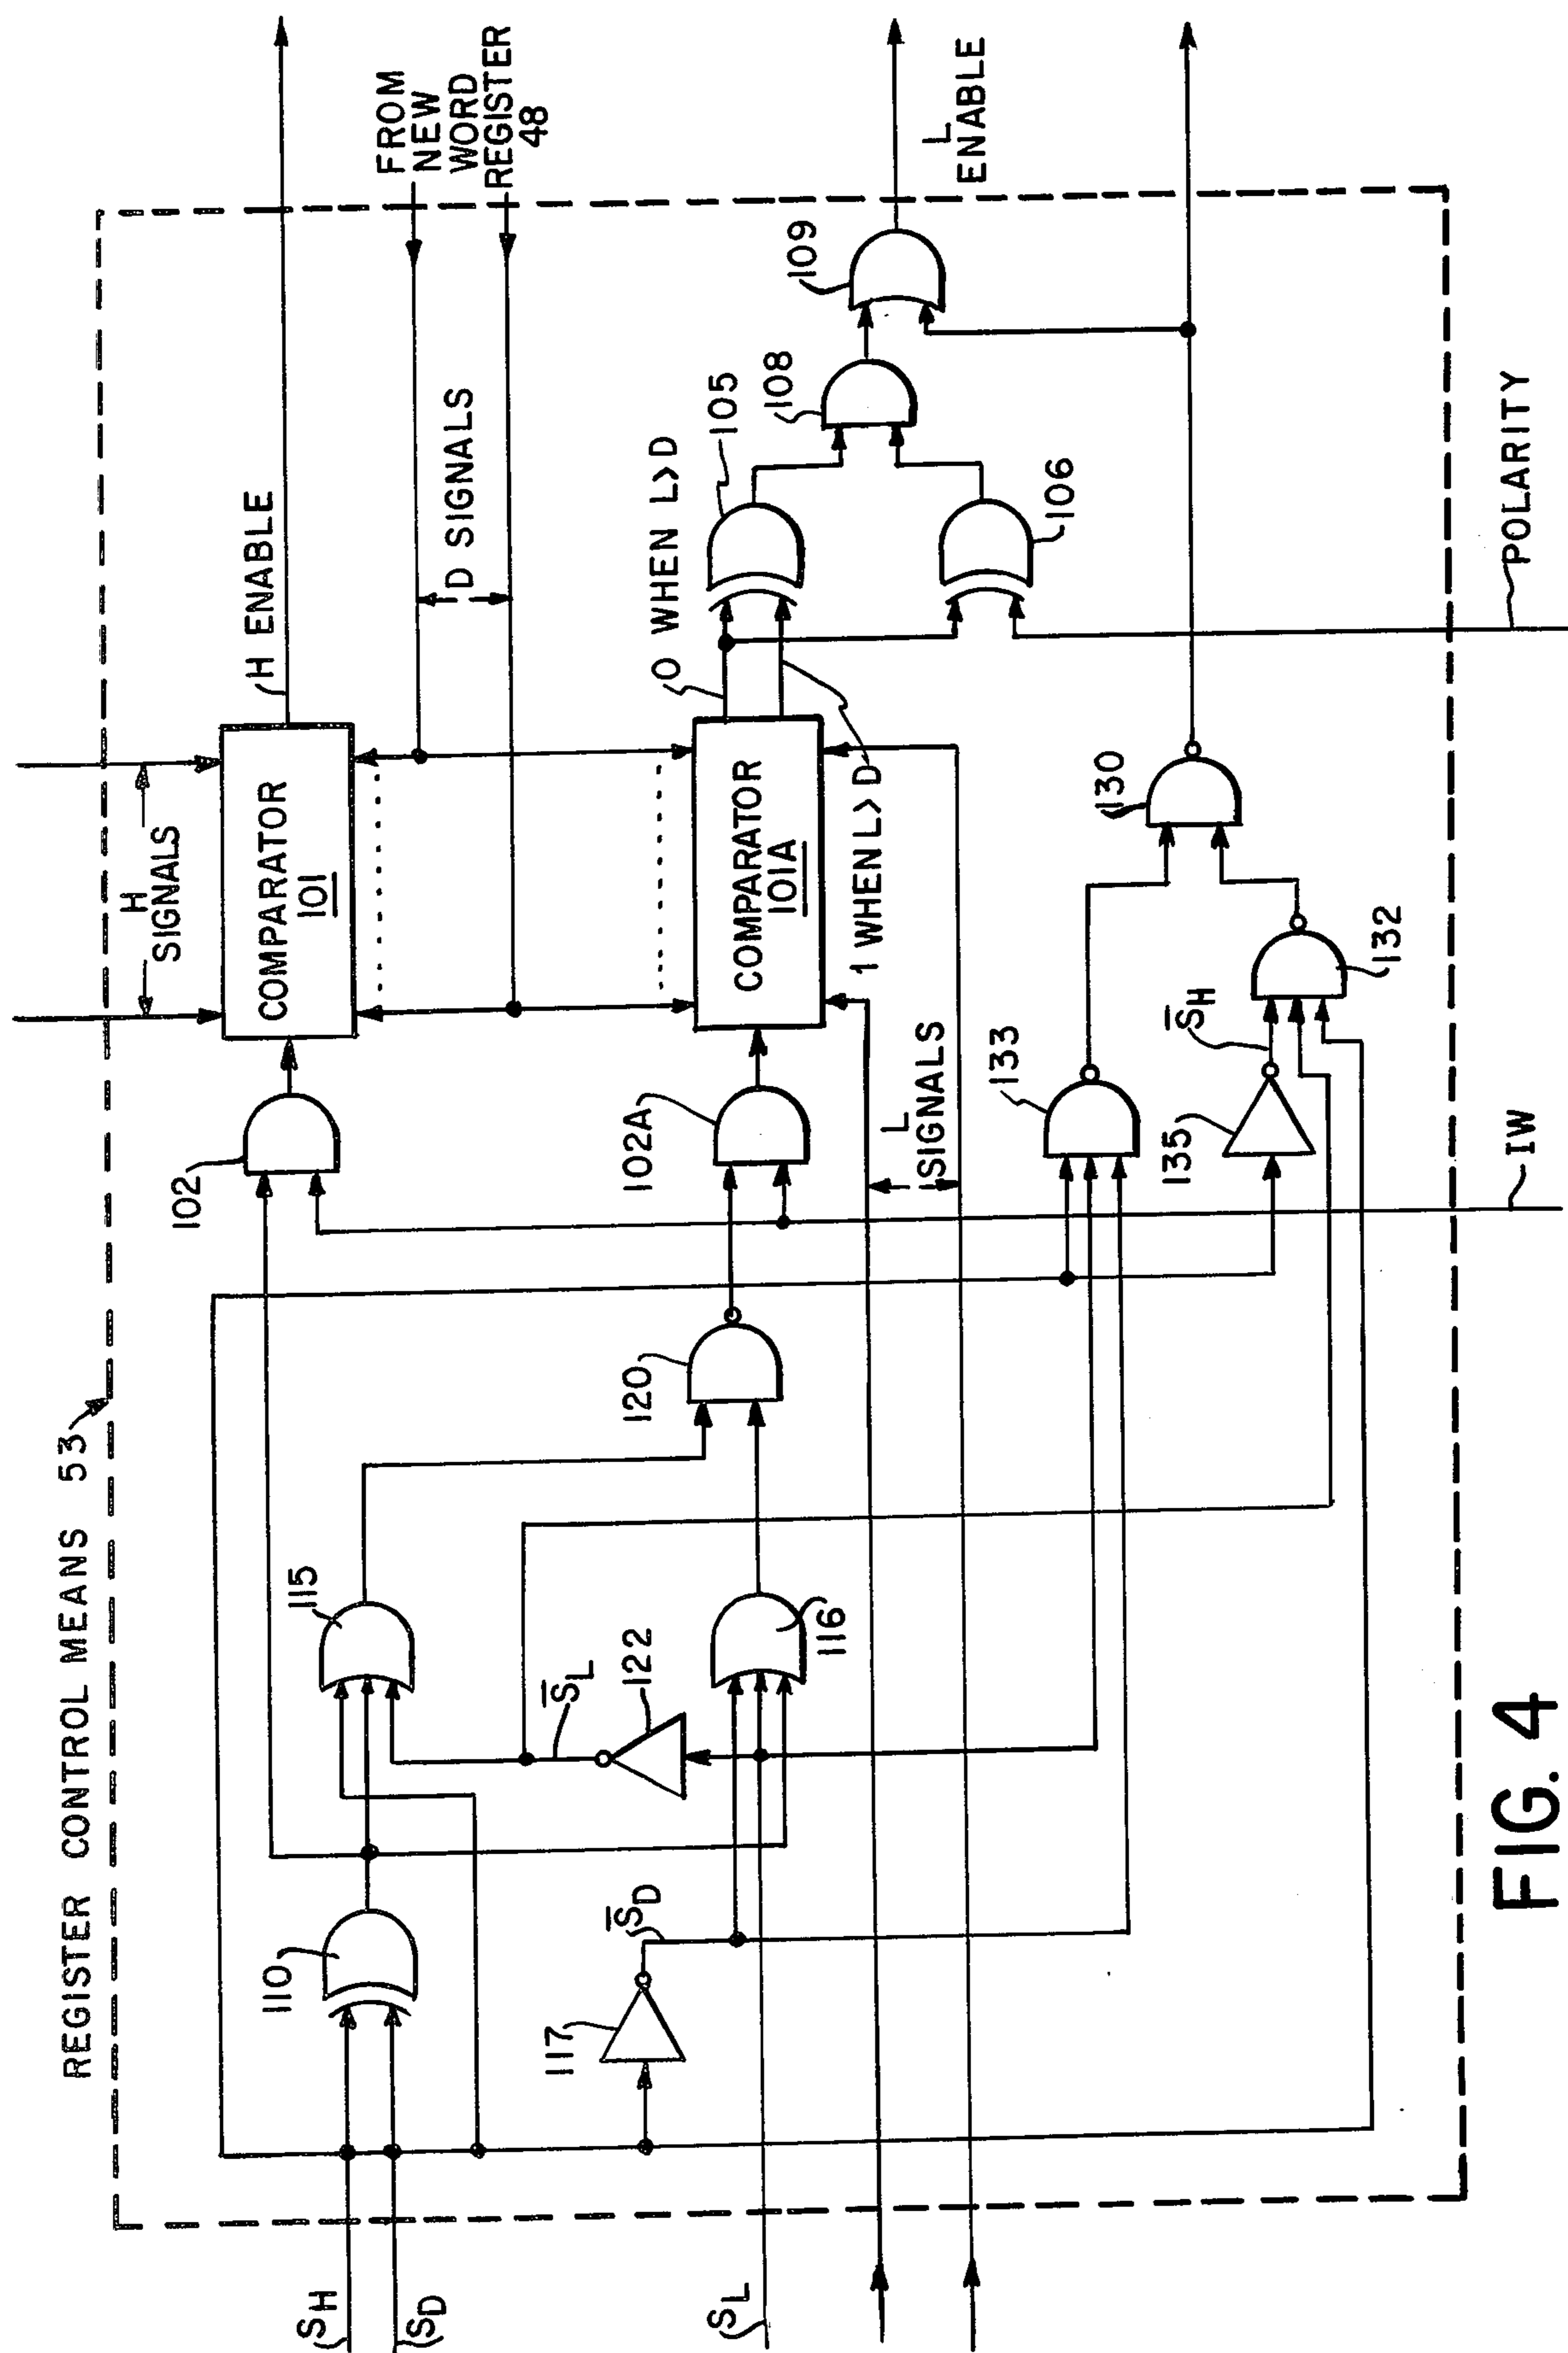 REGISTER CONTROL MEANS 53
H
SIGNALS
H ENABLE
FROM
NEW
WORD
REGISTER
48
COMPARATOR
101
102
D SIGNALS
115
110
S̅L
122
S̅D
117
SH
SD
SL
116
120
102A
COMPARATOR
101A
0 WHEN L>D
1 WHEN L>D
105
108
109
106
L
ENABLE
L
SIGNALS
133
130
S̅H
135
132
IW
POLARITY
FIG. 4